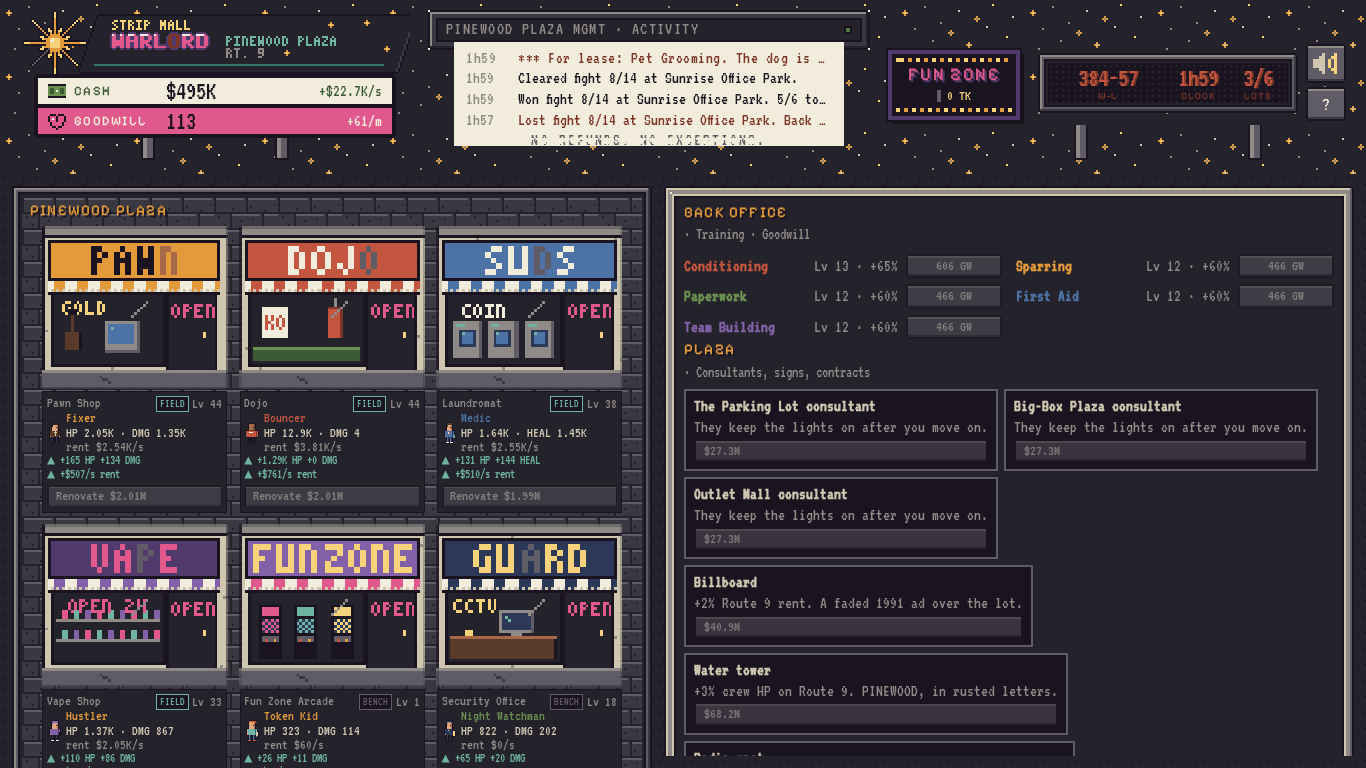 STRIP MALL
WARLORD
PINEWOOD PLAZA
RT. 9
CASH $495K +$22.7K/s
GOODWILL 113 +61/m
PINEWOOD PLAZA MGMT · ACTIVITY
1h59 *** For lease: Pet Grooming. The dog is …
1h59 Cleared fight 8/14 at Sunrise Office Park.
1h59 Won fight 8/14 at Sunrise Office Park. 5/6 to…
1h57 Lost fight 8/14 at Sunrise Office Park. Back …
NO REFUNDS. NO EXCEPTIONS.
FUN ZONE
0 TK
384-57 1h59 3/6
W-L CLOCK LOTS
?
PINEWOOD PLAZA
PAWN DOJO SUDS
GOLD OPEN KO OPEN COIN OPEN
Pawn Shop FIELD Lv 44
Fixer
HP 2.05K · DMG 1.35K
rent $2.54K/s
▲ +165 HP +134 DMG
▲ +$507/s rent
Renovate $2.01M
Dojo FIELD Lv 44
Bouncer
HP 12.9K · DMG 4
rent $3.81K/s
▲ +1.29K HP +0 DMG
▲ +$761/s rent
Renovate $2.01M
Laundromat FIELD Lv 38
Medic
HP 1.64K · HEAL 1.45K
rent $2.55K/s
▲ +131 HP +144 HEAL
▲ +$510/s rent
Renovate $1.99M
VAPE FUNZONE GUARD
OPEN 24 OPEN OPEN CCTV OPEN
Vape Shop FIELD Lv 33
Hustler
HP 1.37K · DMG 867
rent $2.05K/s
▲ +110 HP +86 DMG
Fun Zone Arcade BENCH Lv 1
Token Kid
HP 323 · DMG 114
rent $60/s
▲ +26 HP +11 DMG
Security Office BENCH Lv 18
Night Watchman
HP 822 · DMG 202
rent $0/s
▲ +65 HP +20 DMG
BACK OFFICE
· Training · Goodwill
Conditioning Lv 13 · +65% 606 GW
Sparring Lv 12 · +60% 466 GW
Paperwork Lv 12 · +60% 466 GW
First Aid Lv 12 · +60% 466 GW
Team Building Lv 12 · +60% 466 GW
PLAZA
· Consultants, signs, contracts
The Parking Lot consultant
They keep the lights on after you move on.
$27.3M
Big-Box Plaza consultant
They keep the lights on after you move on.
$27.3M
Outlet Mall consultant
They keep the lights on after you move on.
$27.3M
Billboard
+2% Route 9 rent. A faded 1991 ad over the lot.
$40.9M
Water tower
+3% crew HP on Route 9. PINEWOOD, in rusted letters.
$68.2M